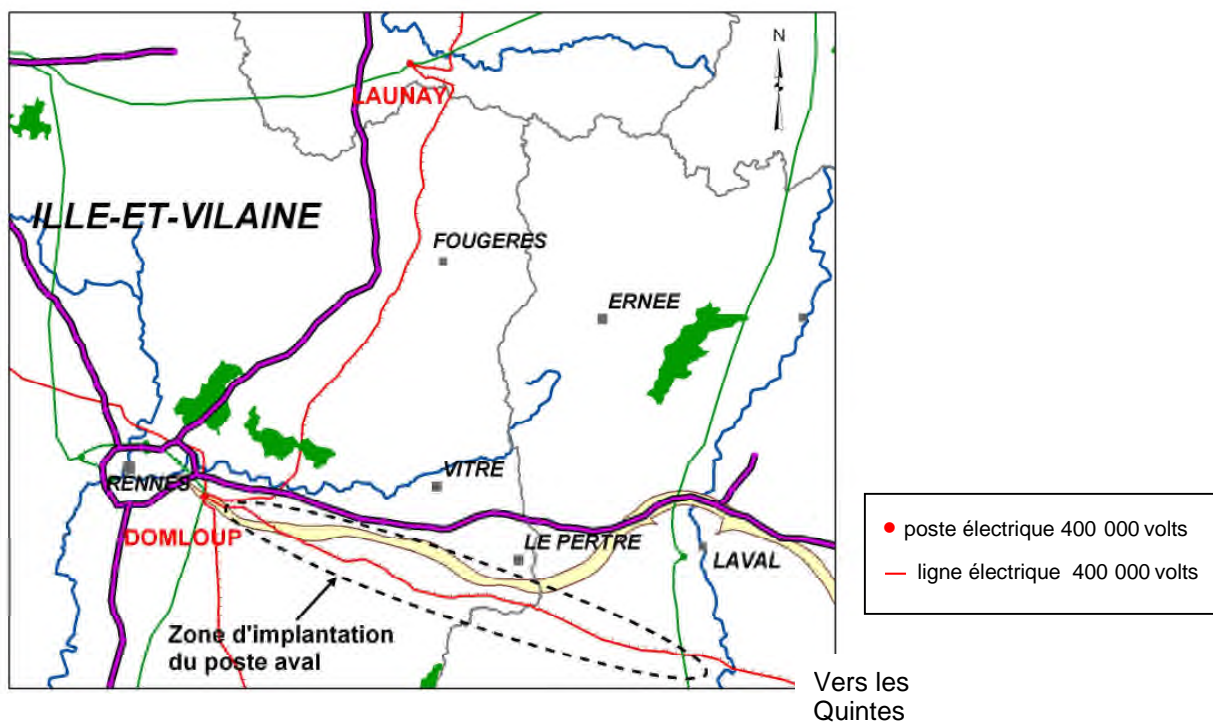 N
LAUNAY
ILLE-ET-VILAINE
FOUGERES
ERNEE
RENNES
VITRE
DOMLOUP
LE PERTRE
LAVAL
Zone d'implantation
du poste aval
poste électrique 400 000 volts
ligne électrique 400 000 volts
Vers les
Quintes